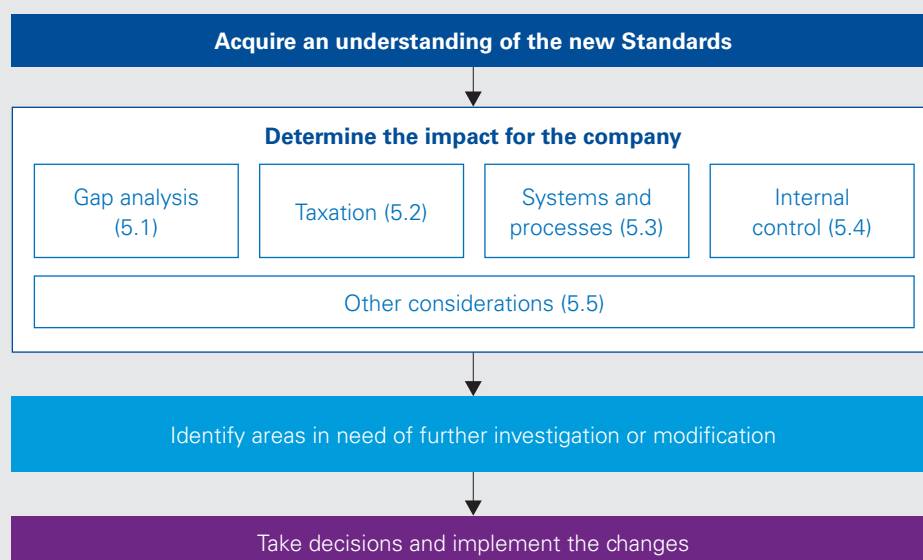 Acquire an understanding of the new Standards
Determine the impact for the company
Gap analysis
(5.1)
Taxation (5.2)
Systems and
processes (5.3)
Internal
control (5.4)
Other considerations (5.5)
Identify areas in need of further investigation or modification
Take decisions and implement the changes